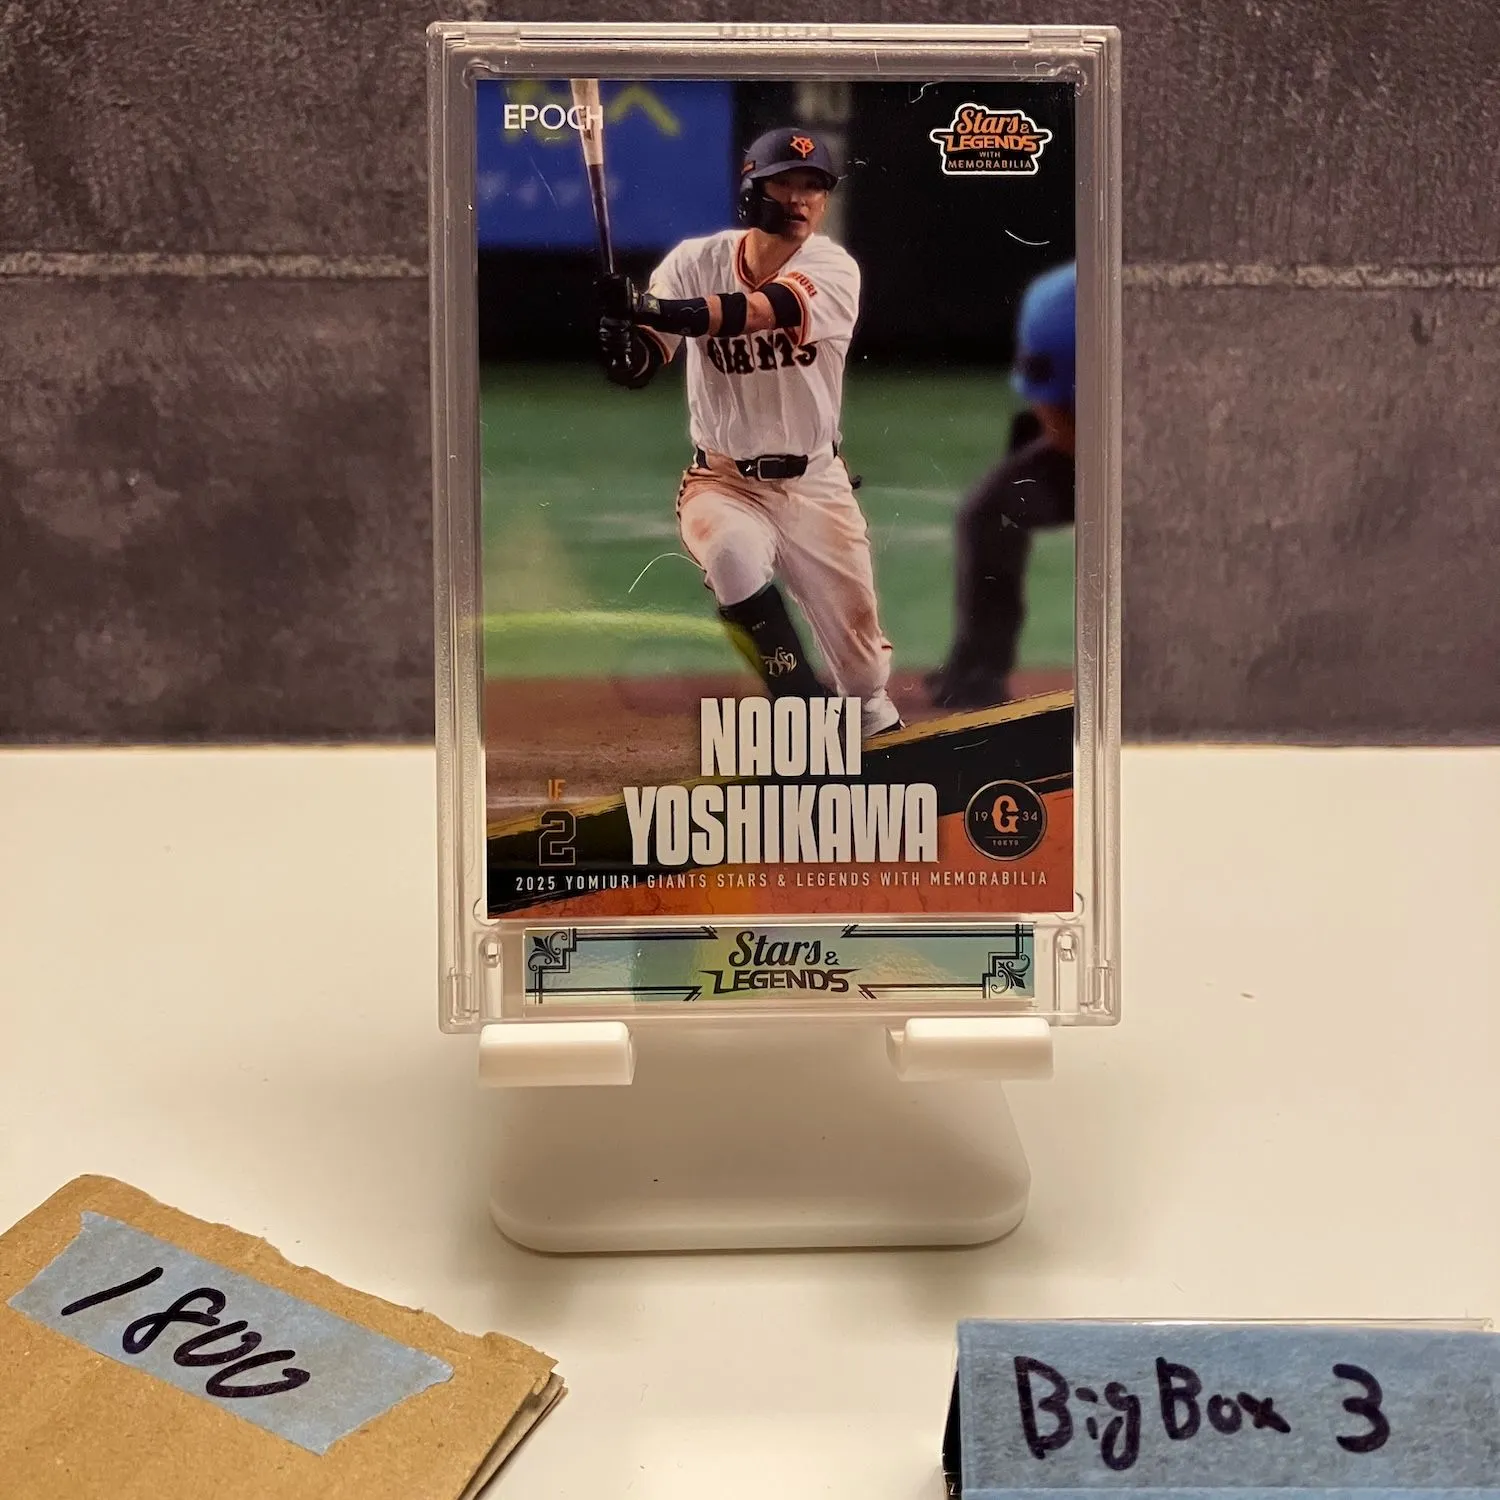 EPOCH
Stars &
LEGENDS
WITH
MEMORABILIA
GIANTS
NAOKI
YOSHIKAWA
IF
2
19 G 34
TOKYO
2025 YOMIURI GIANTS STARS & LEGENDS WITH MEMORABILIA
Stars &
LEGENDS
1800
Big Box 3